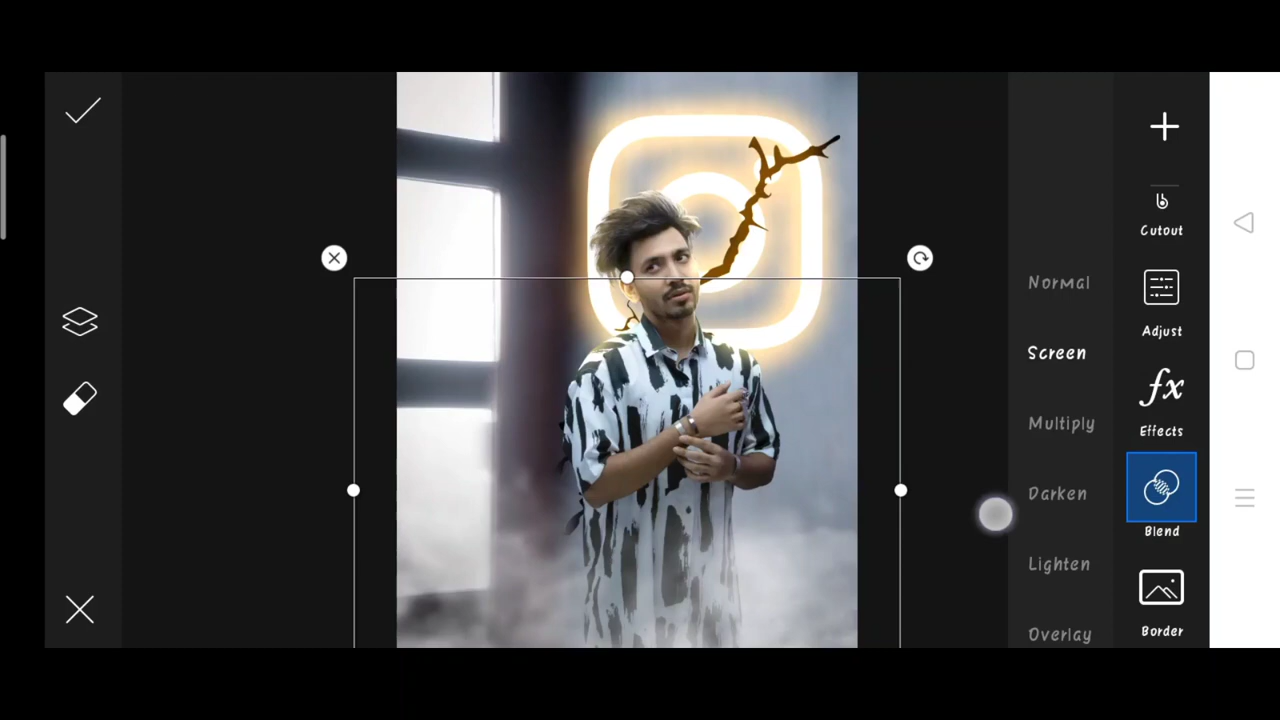 Cutout
Adjust
fx
Effects
Blend
Border
Normal
Screen
Multiply
Darken
Lighten
Overlay